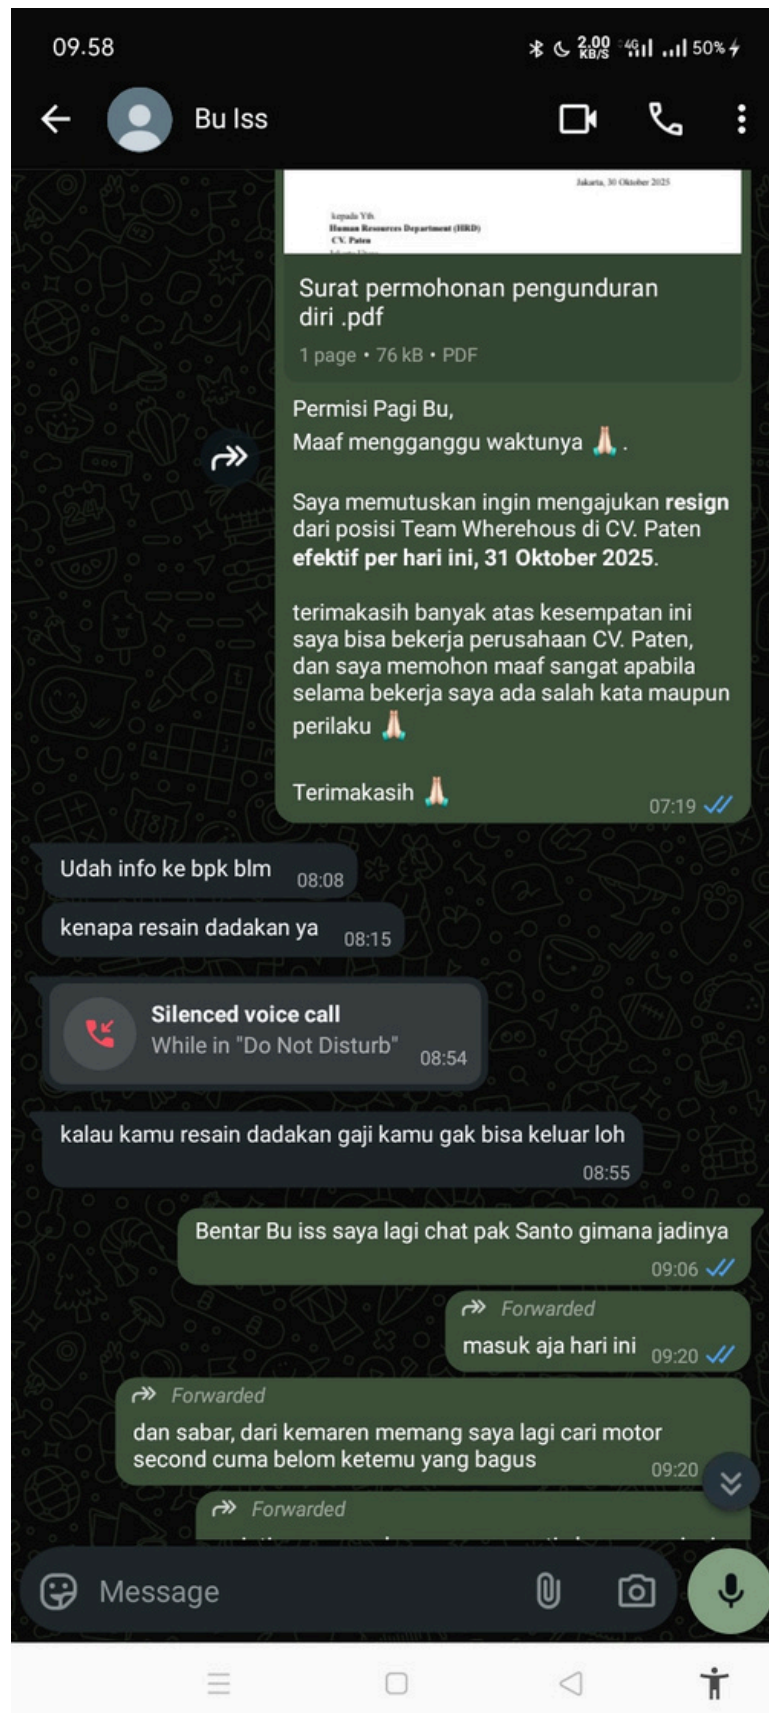 09.58
2.00 KB/S 4G 50%
Bu Iss
Jakarta, 30 Oktober 2025
kepada Yth
Human Resources Department (HRD)
CV. Paten
Surat permohonan pengunduran
diri .pdf
1 page • 76 kB • PDF
Permisi Pagi Bu,
Maaf mengganggu waktunya 🙏🏻 .
Saya memutuskan ingin mengajukan resign
dari posisi Team Wherehous di CV. Paten
efektif per hari ini, 31 Oktober 2025.
terimakasih banyak atas kesempatan ini
saya bisa bekerja perusahaan CV. Paten,
dan saya memohon maaf sangat apabila
selama bekerja saya ada salah kata maupun
perilaku 🙏🏻
Terimakasih 🙏🏻
07:19
Udah info ke bpk blm 08:08
kenapa resain dadakan ya 08:15
Silenced voice call
While in "Do Not Disturb" 08:54
kalau kamu resain dadakan gaji kamu gak bisa keluar loh
08:55
Bentar Bu iss saya lagi chat pak Santo gimana jadinya
09:06
Forwarded
masuk aja hari ini 09:20
Forwarded
dan sabar, dari kemaren memang saya lagi cari motor
second cuma belom ketemu yang bagus 09:20
Forwarded
Message